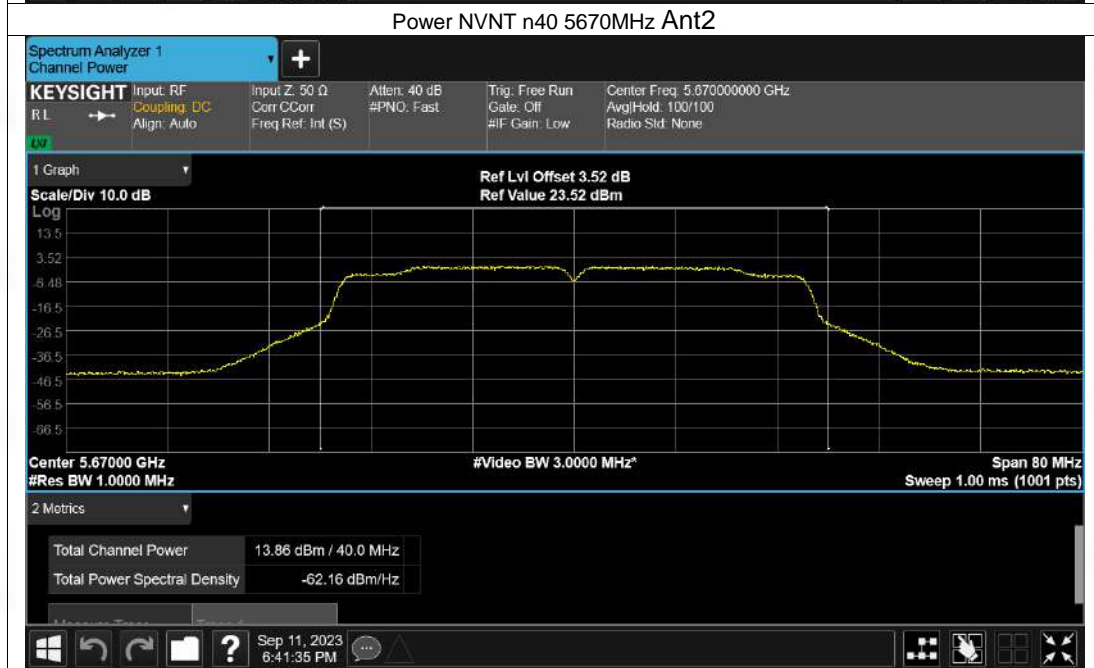 Power NVNT n40 5670MHz Ant2
Spectrum Analyzer 1
Channel Power
+
KEYSIGHT
RL
LXI
Input: RF
Coupling: DC
Align: Auto
Input Z: 50 Ω
Corr CCorr
Freq Ref: Int (S)
Atten: 40 dB
#PNO: Fast
Trig: Free Run
Gate: Off
#IF Gain: Low
Center Freq: 5.670000000 GHz
Avg|Hold: 100/100
Radio Std: None
1 Graph
Scale/Div 10.0 dB
Ref Lvl Offset 3.52 dB
Ref Value 23.52 dBm
Log
13.5
3.52
-6.48
-16.5
-26.5
-36.5
-46.5
-56.5
-66.5
Center 5.67000 GHz
#Video BW 3.0000 MHz*
Span 80 MHz
#Res BW 1.0000 MHz
Sweep 1.00 ms (1001 pts)
2 Metrics
Total Channel Power 13.86 dBm / 40.0 MHz
Total Power Spectral Density -62.16 dBm/Hz
?
Sep 11, 2023
6:41:35 PM